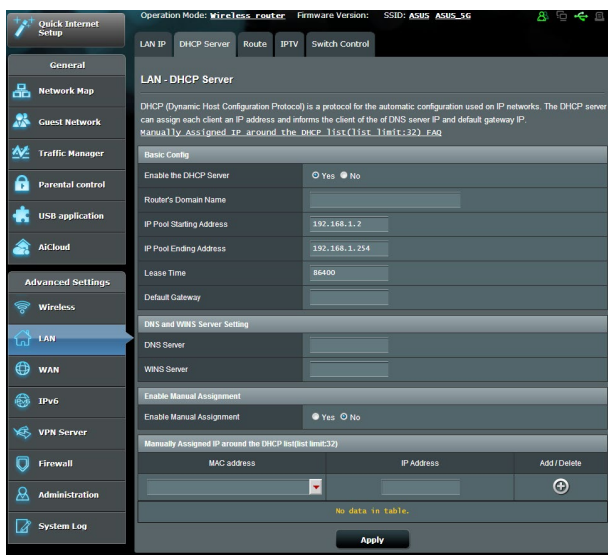 Quick Internet
Setup
Operation Mode: Wireless router Firmware Version: SSID: ASUS ASUS_5G
LAN IP DHCP Server Route IPTV Switch Control
General
Network Map
Guest Network
Traffic Manager
Parental control
USB application
AiCloud
Advanced Settings
Wireless
LAN
WAN
IPv6
VPN Server
Firewall
Administration
System Log
LAN - DHCP Server
DHCP (Dynamic Host Configuration Protocol) is a protocol for the automatic configuration used on IP networks. The DHCP server
can assign each client an IP address and informs the client of the of DNS server IP and default gateway IP.
Manually Assigned IP around the DHCP list(list limit:32) FAQ
Basic Config
Enable the DHCP Server Yes No
Router's Domain Name
IP Pool Starting Address 192.168.1.2
IP Pool Ending Address 192.168.1.254
Lease Time 86400
Default Gateway
DNS and WINS Server Setting
DNS Server
WINS Server
Enable Manual Assignment
Enable Manual Assignment Yes No
Manually Assigned IP around the DHCP list(list limit:32)
MAC address IP Address Add / Delete
No data in table.
Apply